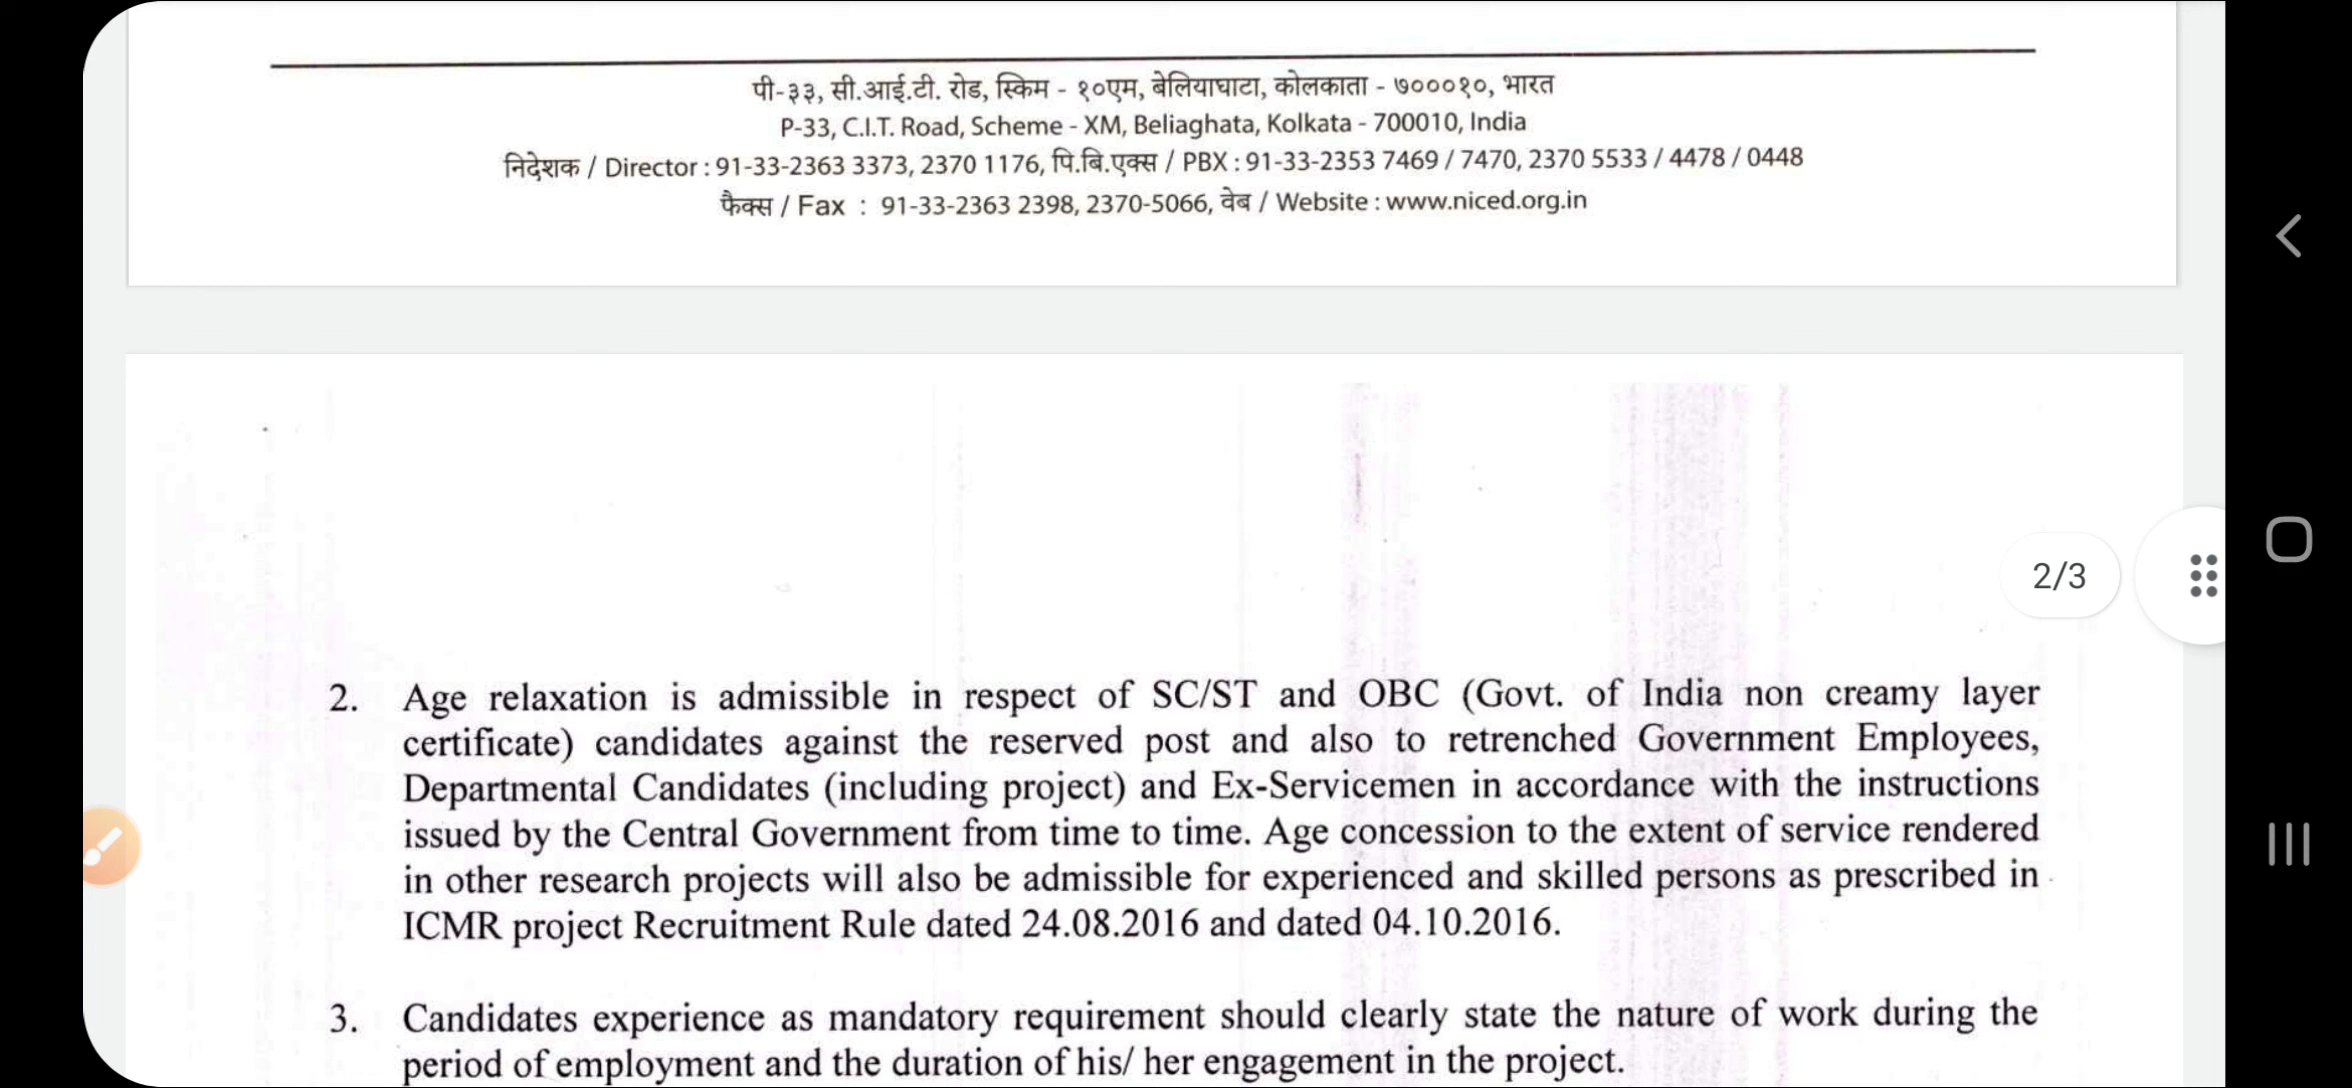 पी-३३, सी.आई.टी. रोड, स्किम - १०एम, बेलियाघाटा, कोलकाता - ७०००१०, भारत
P-33, C.I.T. Road, Scheme - XM, Beliaghata, Kolkata - 700010, India
निदेशक / Director : 91-33-2363 3373, 2370 1176, पि.बि.एक्स / PBX : 91-33-2353 7469 / 7470, 2370 5533 / 4478 / 0448
फैक्स / Fax : 91-33-2363 2398, 2370-5066, वेब / Website : www.niced.org.in
2/3
2. Age relaxation is admissible in respect of SC/ST and OBC (Govt. of India non creamy layer
certificate) candidates against the reserved post and also to retrenched Government Employees,
Departmental Candidates (including project) and Ex-Servicemen in accordance with the instructions
issued by the Central Government from time to time. Age concession to the extent of service rendered
in other research projects will also be admissible for experienced and skilled persons as prescribed in
ICMR project Recruitment Rule dated 24.08.2016 and dated 04.10.2016.
3. Candidates experience as mandatory requirement should clearly state the nature of work during the
period of employment and the duration of his/ her engagement in the project.